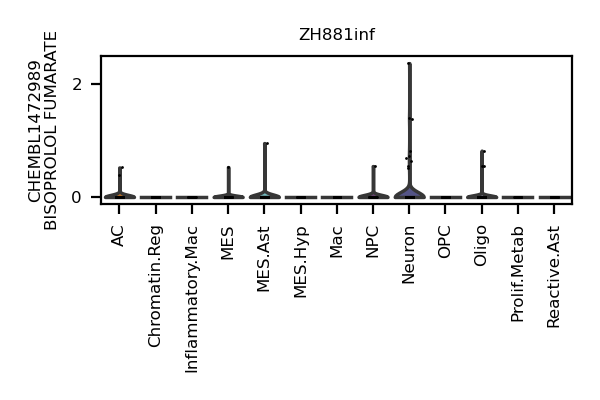 ZH881inf
CHEMBL1472989
BISOPROLOL FUMARATE
2
0
AC
Chromatin.Reg
Inflammatory.Mac
MES
MES.Ast
MES.Hyp
Mac
NPC
Neuron
OPC
Oligo
Prolif.Metab
Reactive.Ast